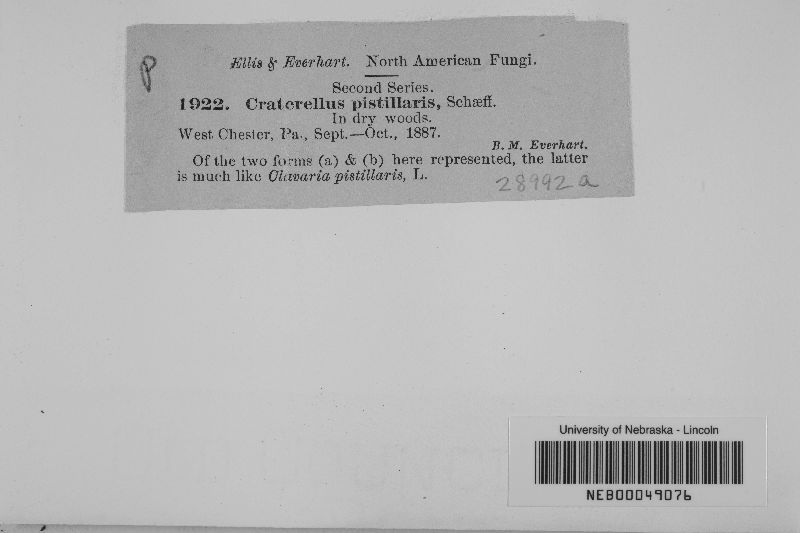 P
Ellis & Everhart. North American Fungi.
Second Series.
1922. Craterellus pistillaris, Schæff.
In dry woods.
West Chester, Pa., Sept.—Oct., 1887.
B. M. Everhart.
Of the two forms (a) & (b) here represented, the latter
is much like Clavaria pistillaris, L.
28992 a
University of Nebraska - Lincoln
NEB00049076